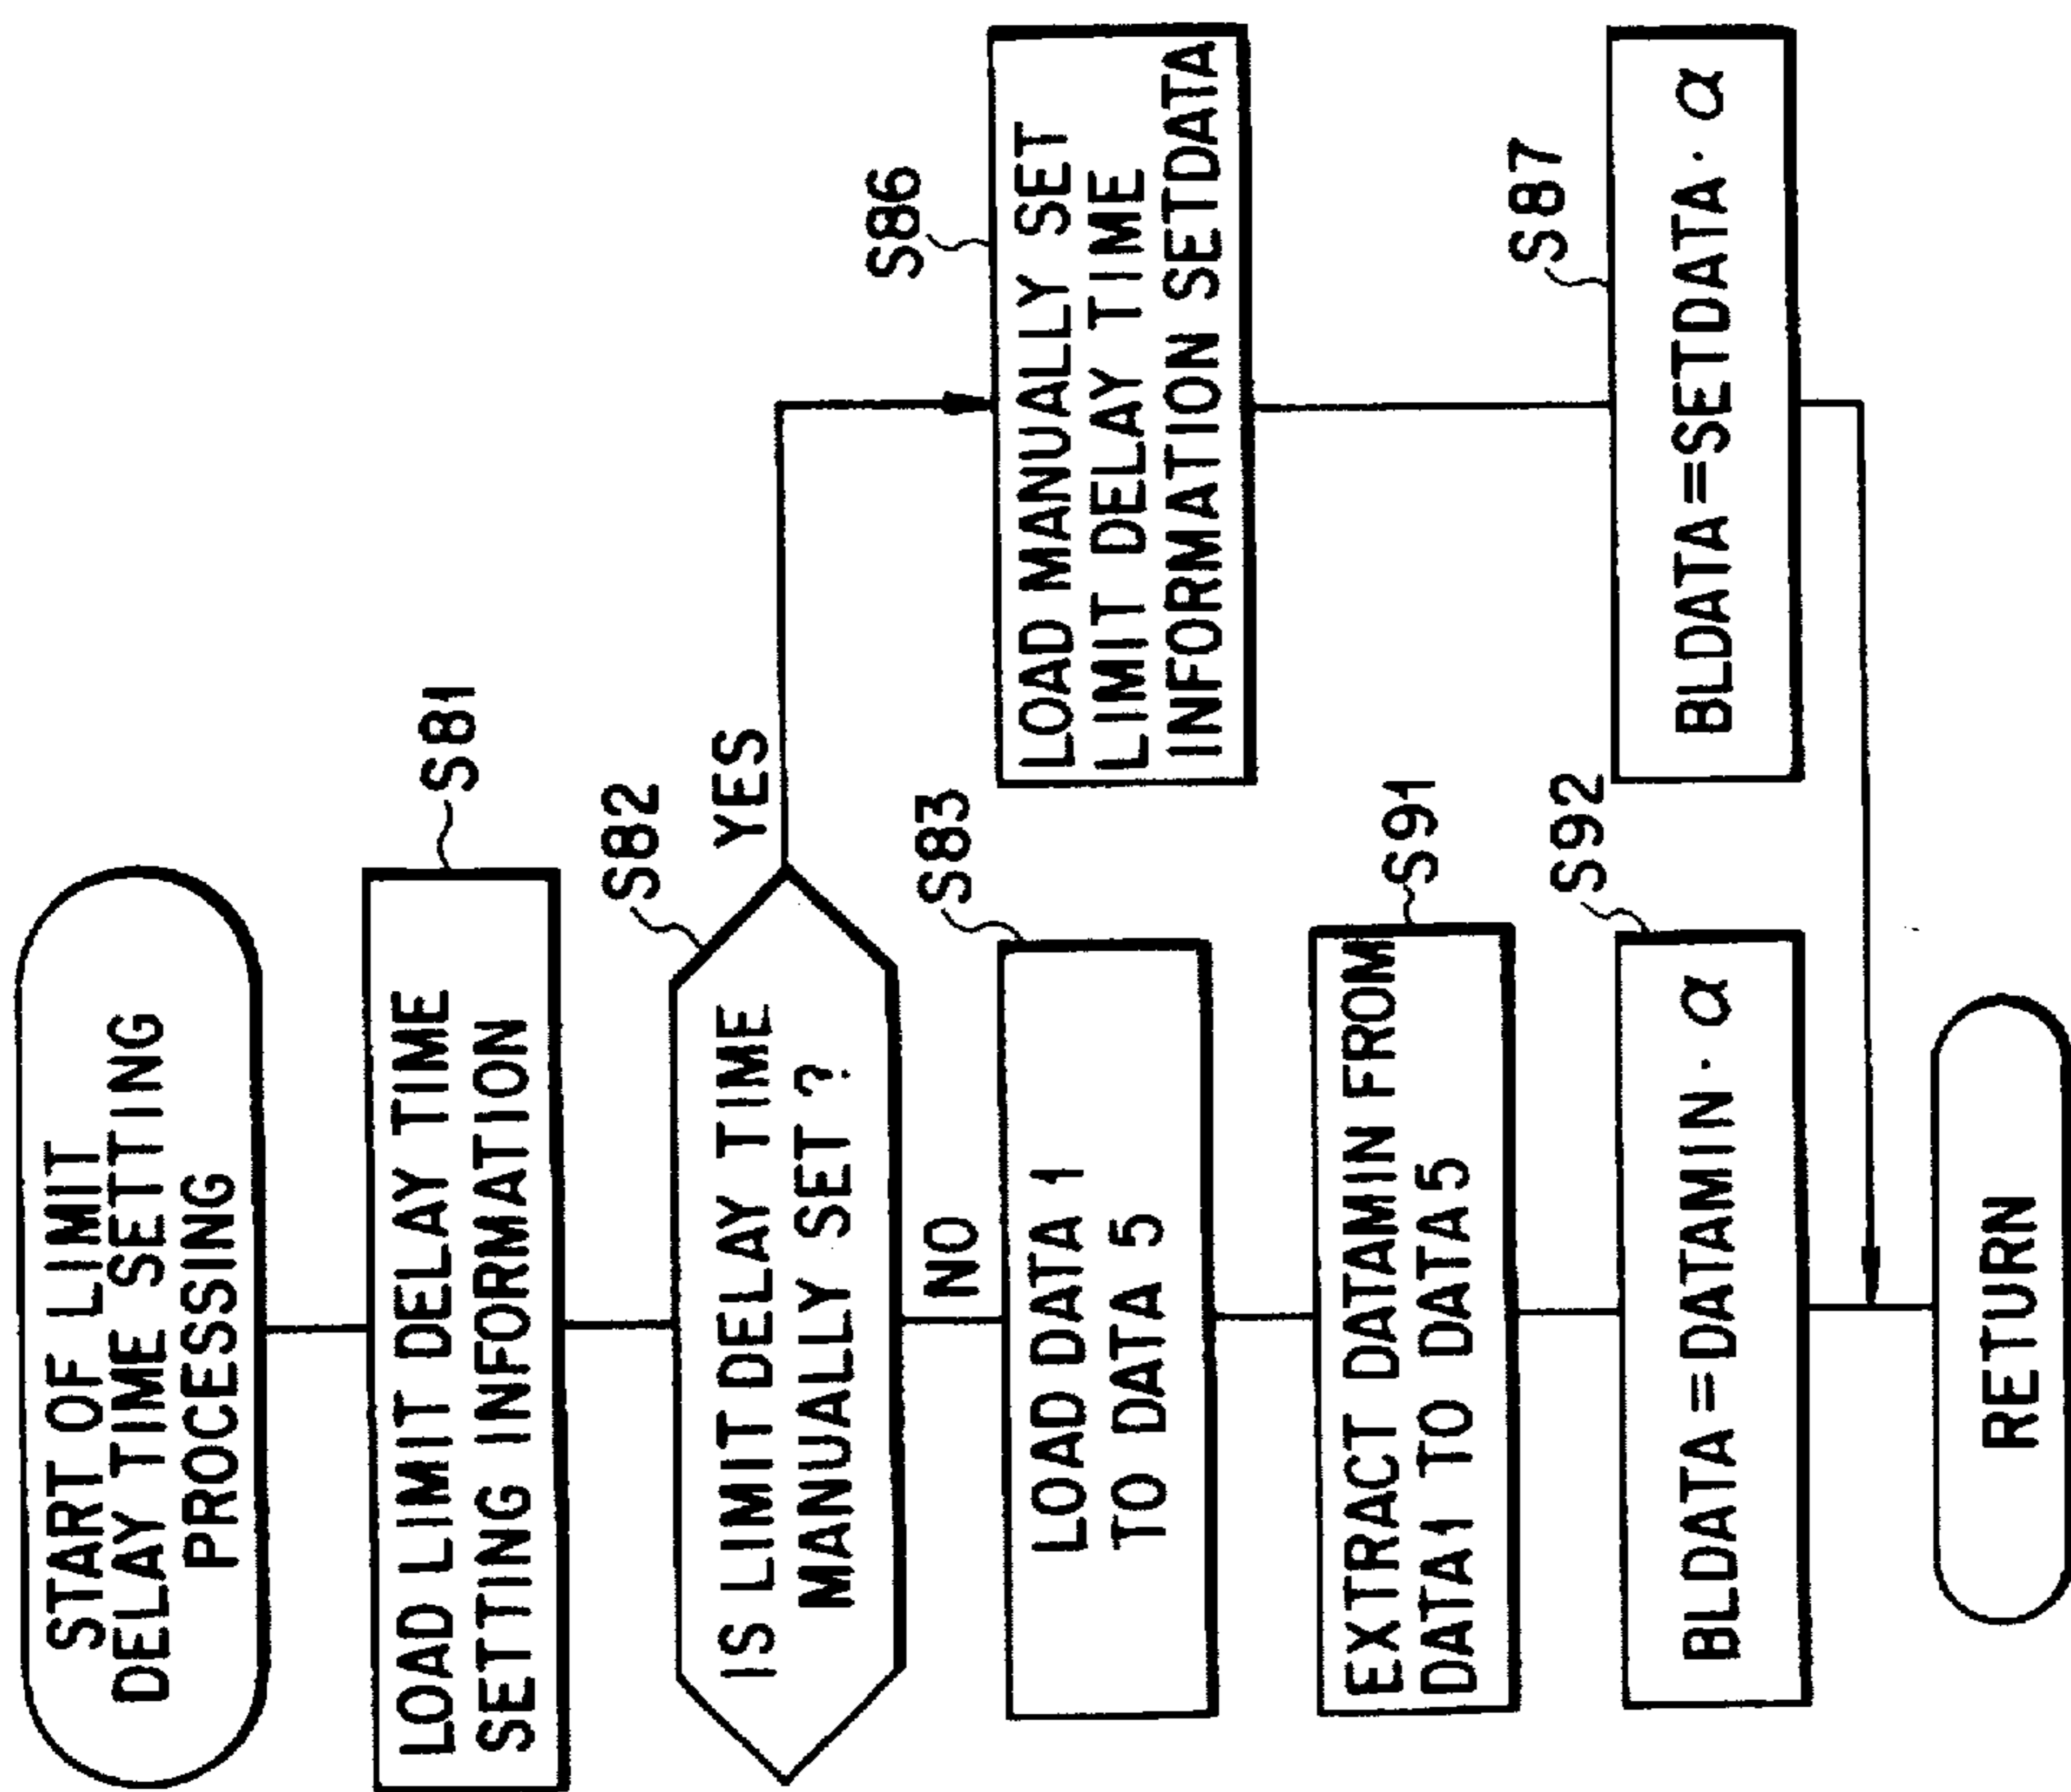 START OF LIMIT
DELAY TIME SETTING
PROCESSING
S81
LOAD LIMIT DELAY TIME
SETTING INFORMATION
S82
IS LIMIT DELAY TIME
MANUALLY SET ?
YES
NO
S83
LOAD DATA 1
TO DATA 5
S91
EXTRACT DATAMIN FROM
DATA1 TO DATA5
S92
BLDATA = DATAMIN · α
S86
LOAD MANUALLY SET
LIMIT DELAY TIME
INFORMATION SETDATA
S87
BLDATA=SETDATA · α
RETURN